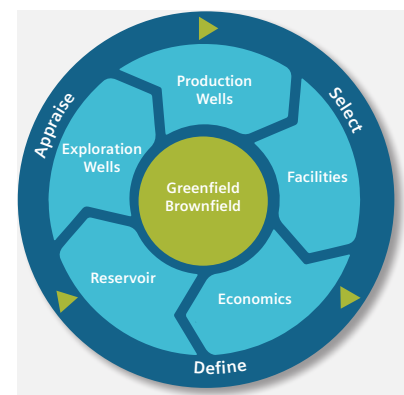 Appraise
Select
Define
Production
Wells
Exploration
Wells
Facilities
Greenfield
Brownfield
Reservoir
Economics